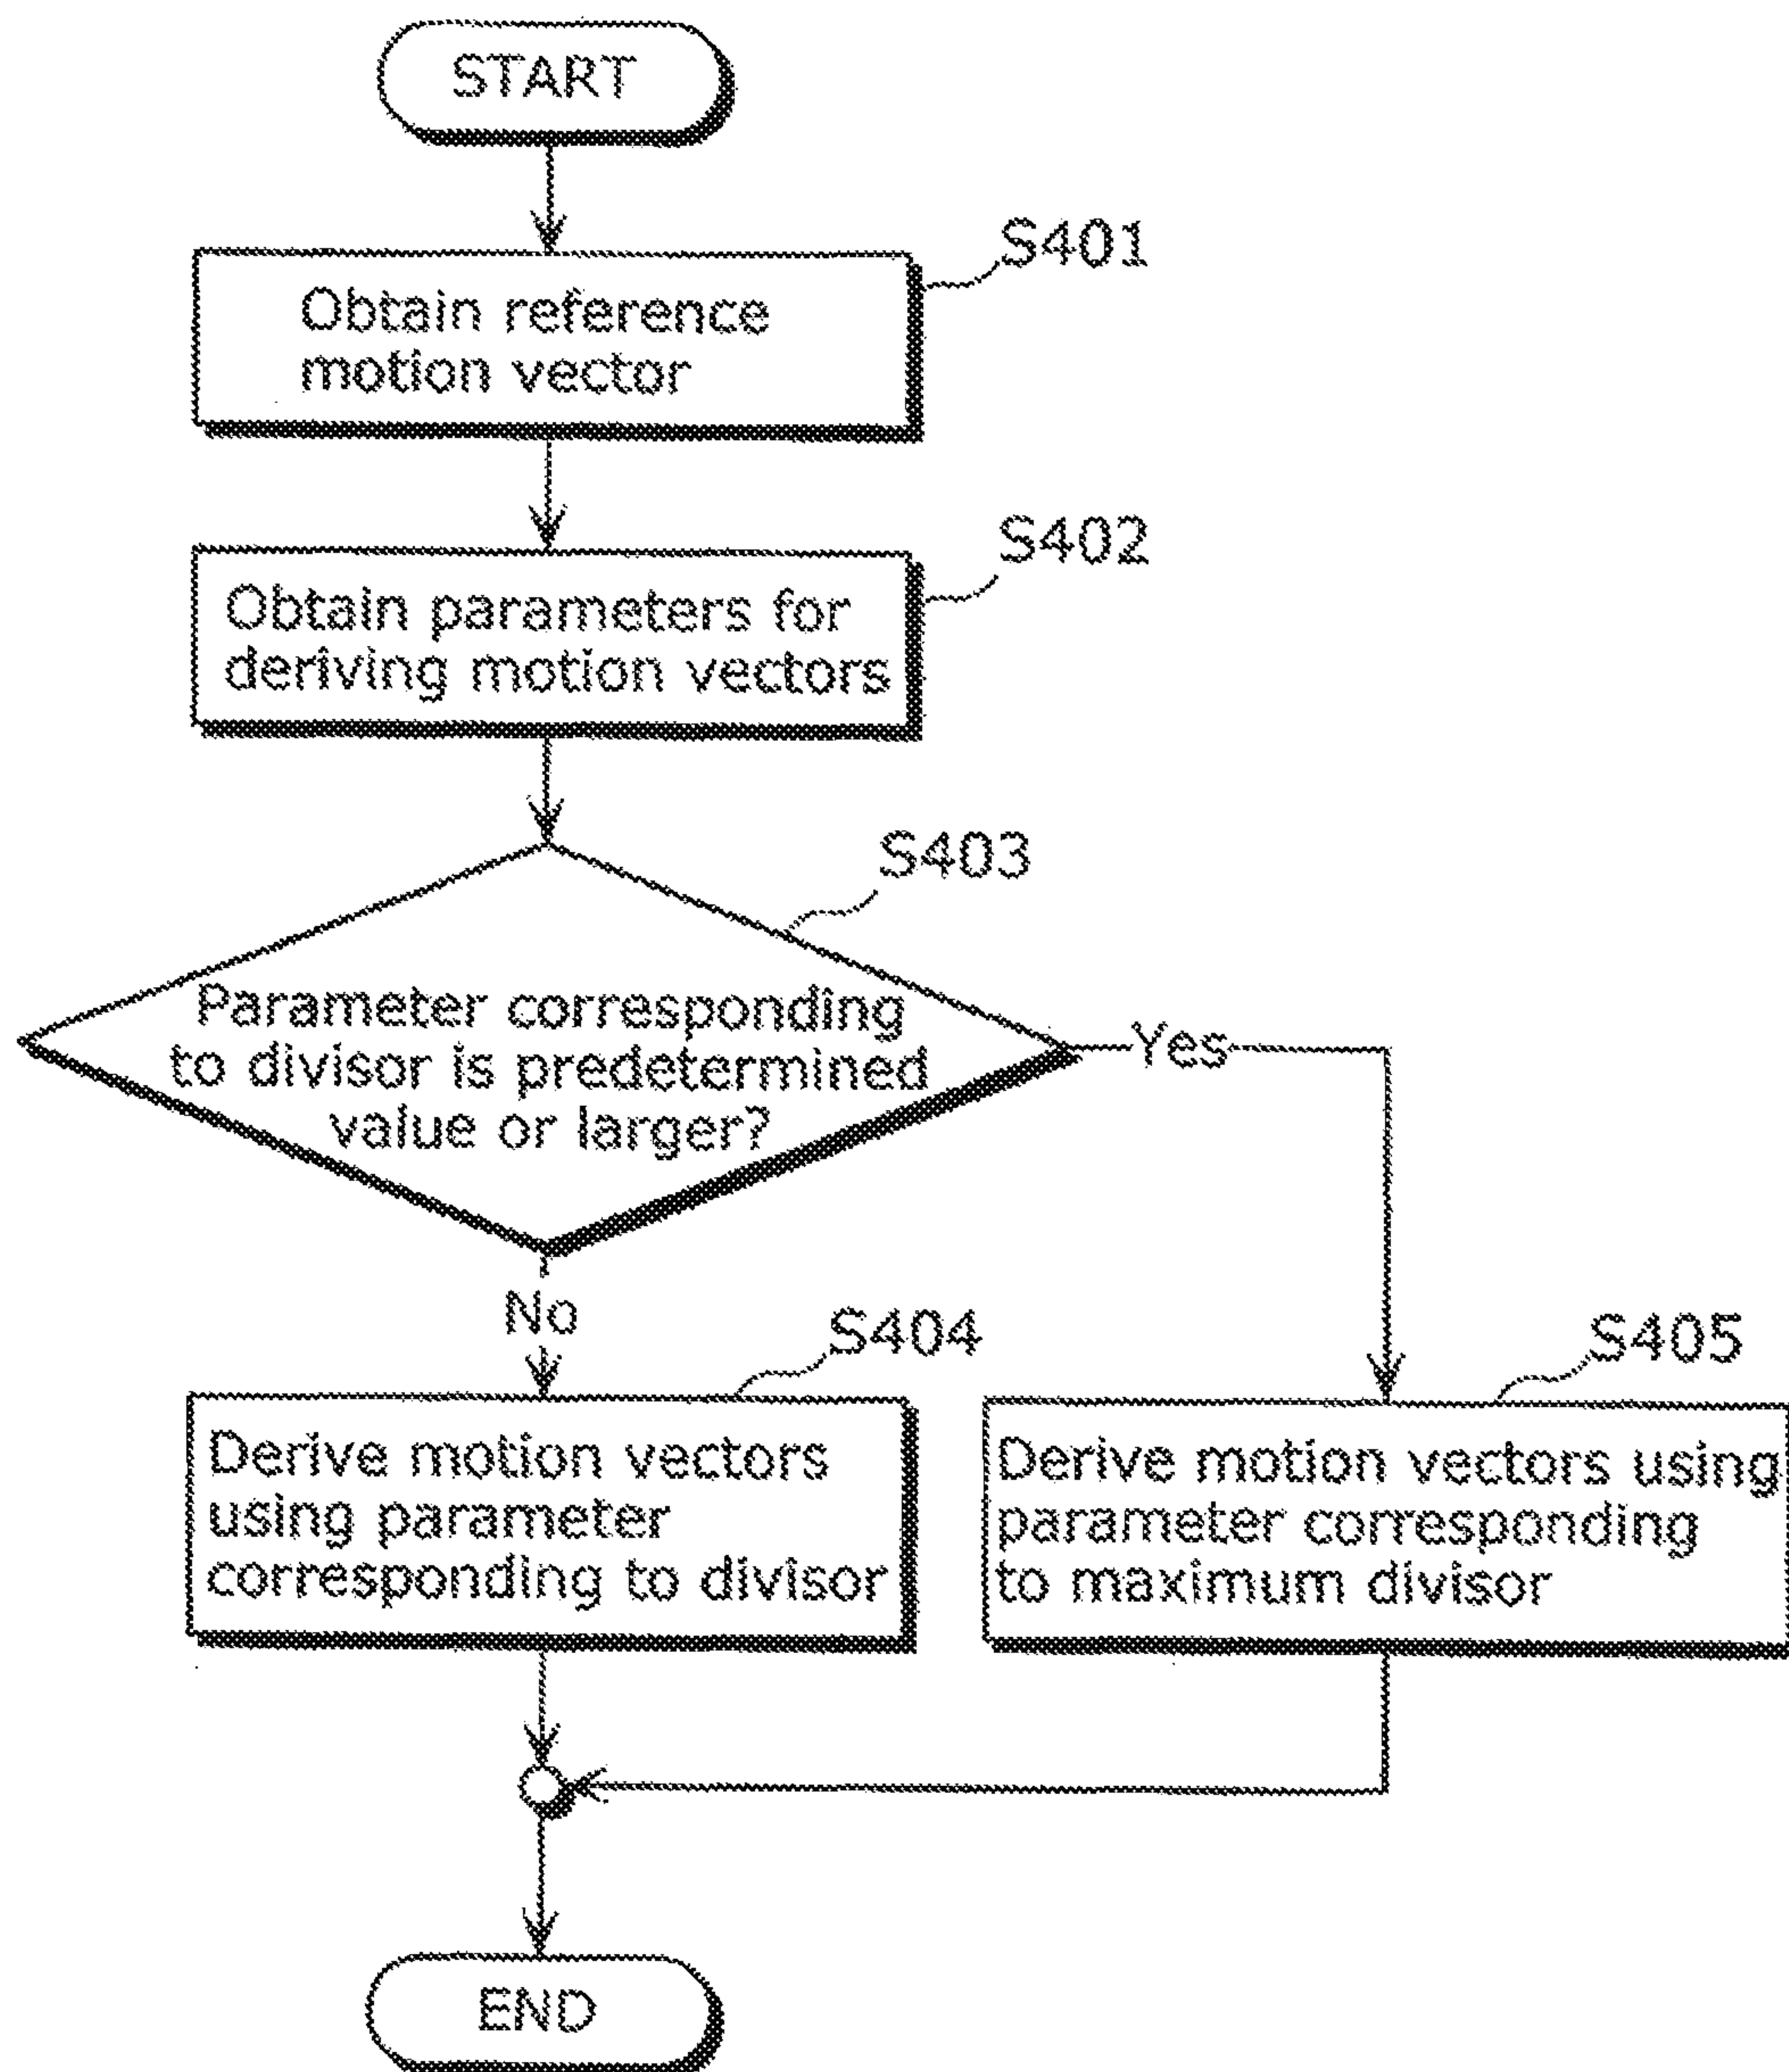 START
S401
Obtain reference
motion vector
S402
Obtain parameters for
deriving motion vectors
S403
Parameter corresponding
to divisor is predetermined
value or larger?
Yes
No
S404
Derive motion vectors
using parameter
corresponding to divisor
S405
Derive motion vectors using
parameter corresponding
to maximum divisor
END